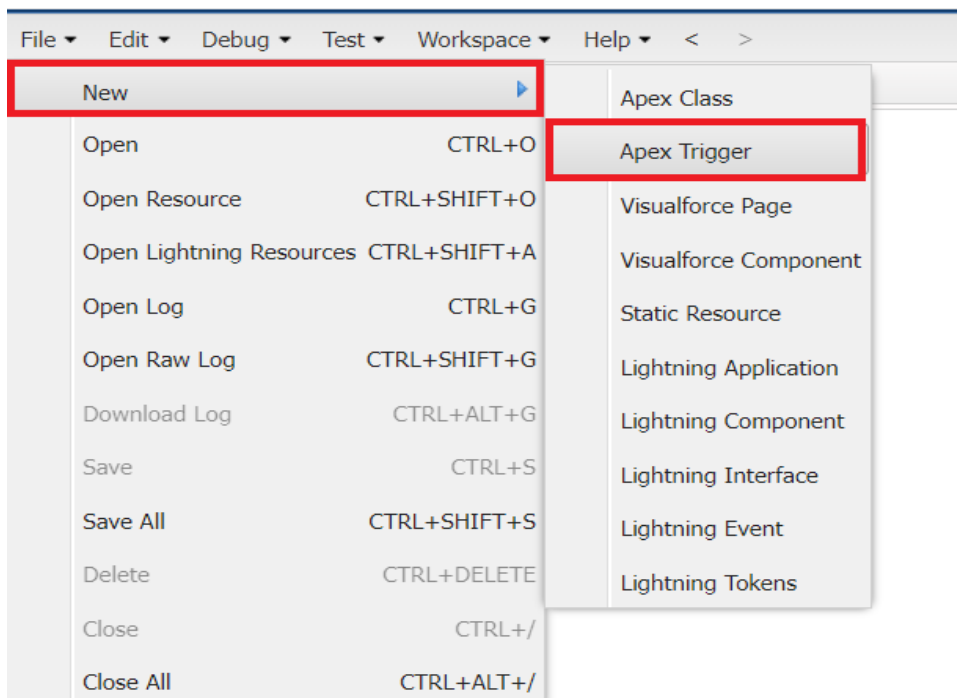 File ▾ Edit ▾ Debug ▾ Test ▾ Workspace ▾ Help ▾ < >
New
Open CTRL+O
Open Resource CTRL+SHIFT+O
Open Lightning Resources CTRL+SHIFT+A
Open Log CTRL+G
Open Raw Log CTRL+SHIFT+G
Download Log CTRL+ALT+G
Save CTRL+S
Save All CTRL+SHIFT+S
Delete CTRL+DELETE
Close CTRL+/
Close All CTRL+ALT+/
Apex Class
Apex Trigger
Visualforce Page
Visualforce Component
Static Resource
Lightning Application
Lightning Component
Lightning Interface
Lightning Event
Lightning Tokens